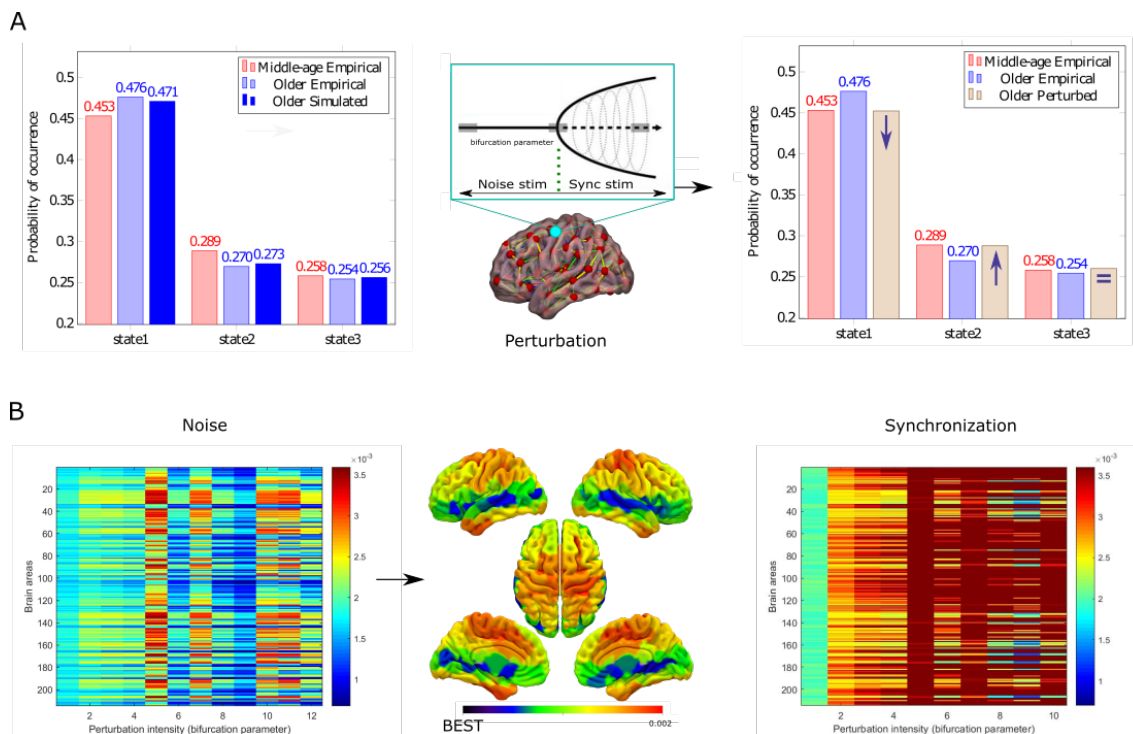 A
Middle-age Empirical
Older Empirical
Older Simulated
Probability of occurrence
0.5
0.45
0.4
0.35
0.3
0.25
0.2
0.453
0.476
0.471
0.289
0.270
0.273
0.258
0.254
0.256
state1
state2
state3
bifurcation parameter
Noise stim
Sync stim
Perturbation
Middle-age Empirical
Older Empirical
Older Perturbed
Probability of occurrence
0.5
0.45
0.4
0.35
0.3
0.25
0.2
0.453
0.476
0.289
0.270
0.258
0.254
=
state1
state2
state3
B
Noise
×10⁻³
Brain areas
20
40
60
80
100
120
140
160
180
200
2 4 6 8 10 12
Perturbation intensity (bifurcation parameter)
3.5
3
2.5
2
1.5
1
BEST
0.002
Synchronization
×10⁻³
Brain areas
20
40
60
80
100
120
140
160
180
200
2 4 6 8 10
Perturbation intensity (bifurcation parameter)
3.5
3
2.5
2
1.5
1